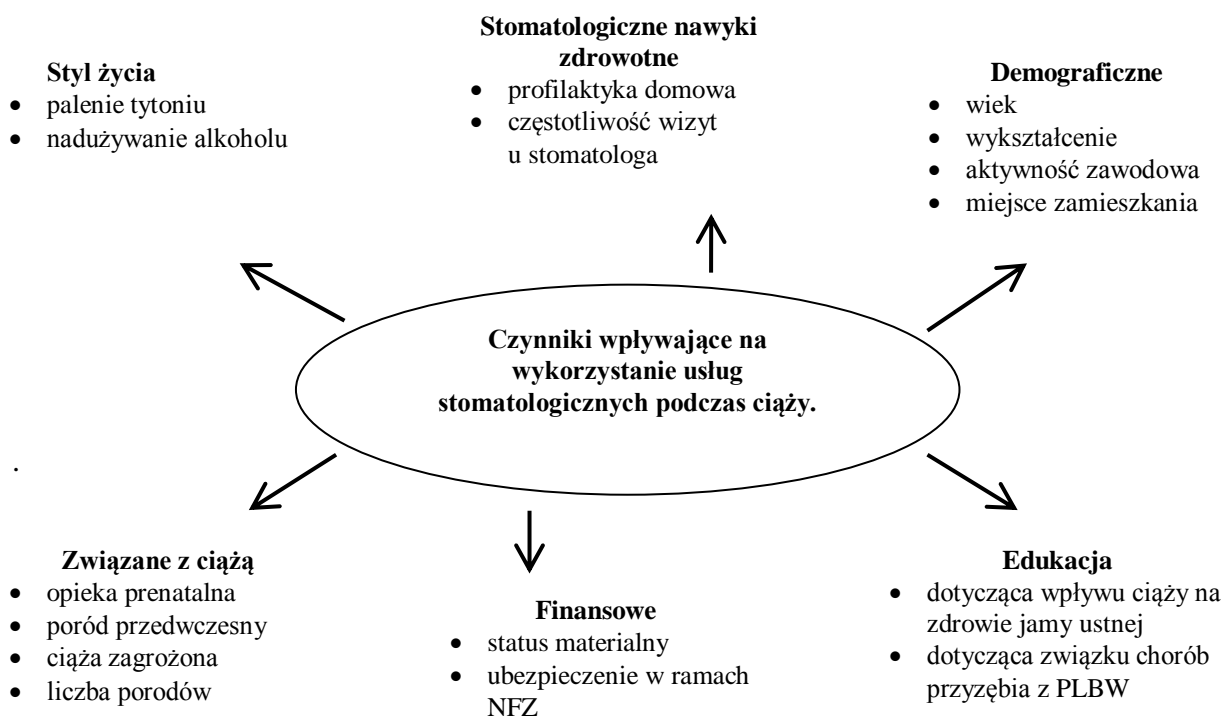 Stomatologiczne nawyki
zdrowotne
• profilaktyka domowa
• częstotliwość wizyt
u stomatologa
Styl życia
• palenie tytoniu
• nadużywanie alkoholu
Demograficzne
• wiek
• wykształcenie
• aktywność zawodowa
• miejsce zamieszkania
Czynniki wpływające na
wykorzystanie usług
stomatologicznych podczas ciąży.
.
Związane z ciążą
• opieka prenatalna
• poród przedwczesny
• ciąża zagrożona
• liczba porodów
Finansowe
• status materialny
• ubezpieczenie w ramach
NFZ
Edukacja
• dotycząca wpływu ciąży na
zdrowie jamy ustnej
• dotycząca związku chorób
przyzębia z PLBW